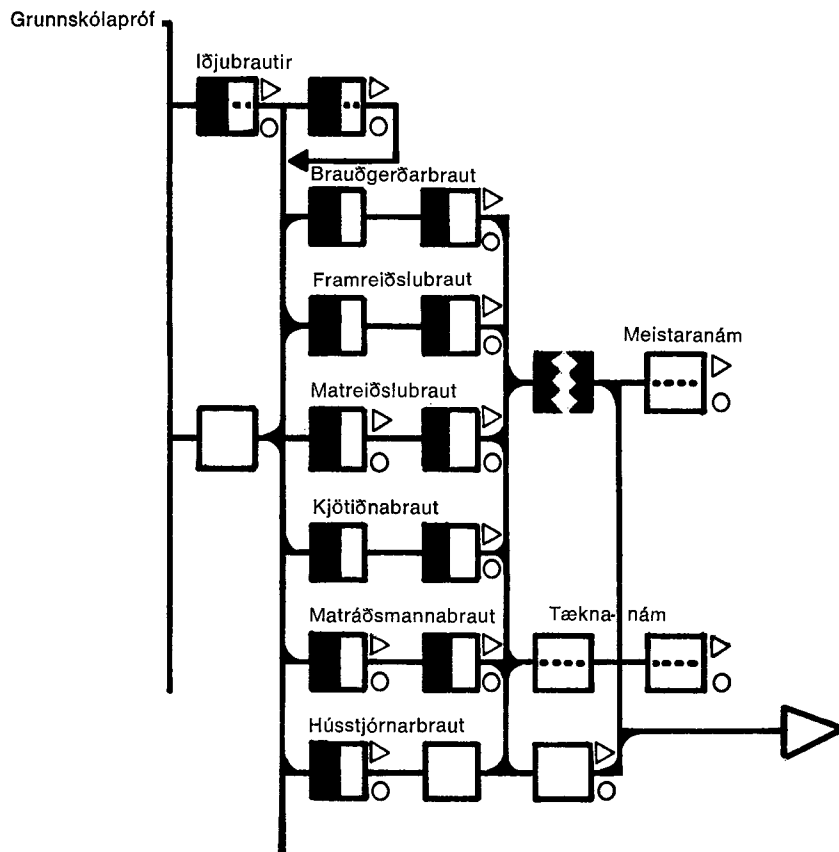 Grunnskólapróf
Iðjubrautir
Brauðgerðarbraut
Framreiðslubraut
Matreiðslubraut
Meistaranám
Kjötiðnabraut
Matráðsmannabraut
Tækna-nám
Hússtjórnarbraut